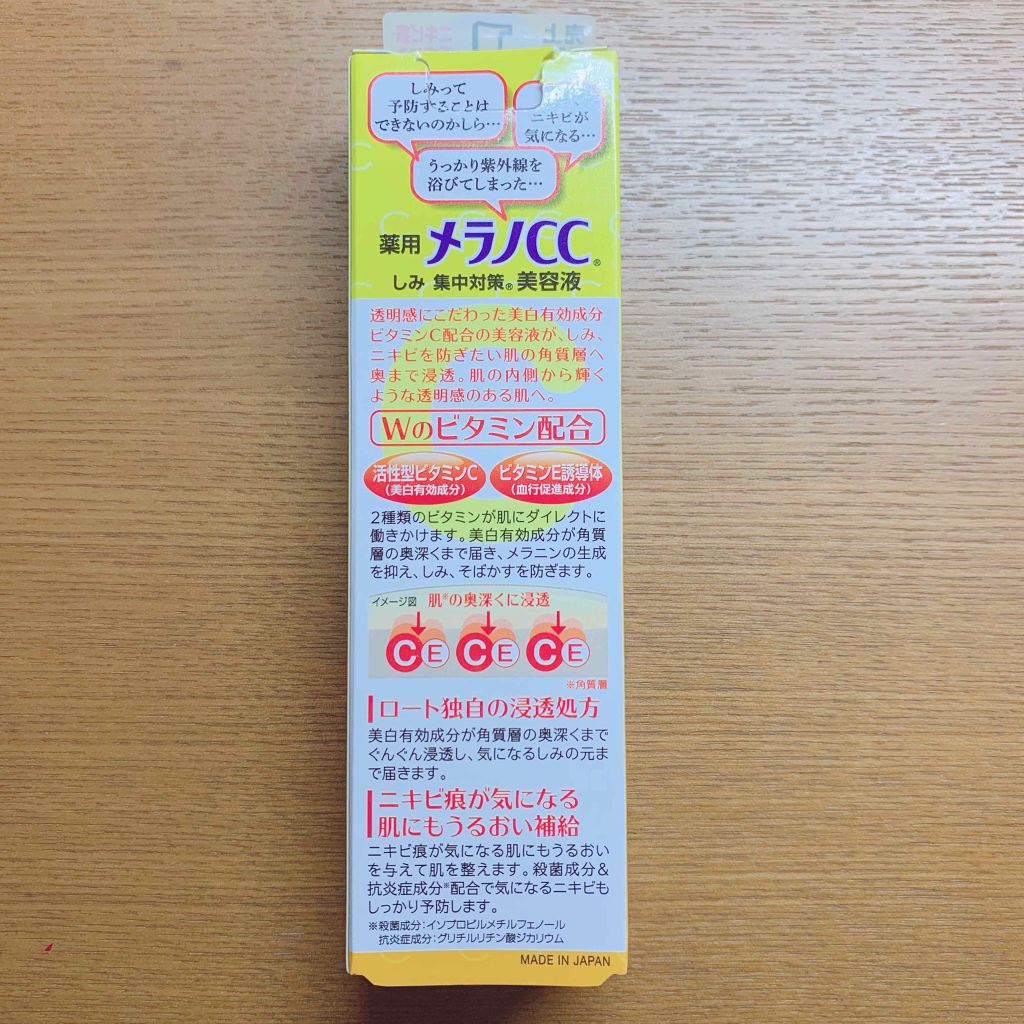 しみって
予防することは
できないのかしら…
ニキビが
気になる…
うっかり紫外線を
浴びてしまった…
薬用 メラノCC®
しみ 集中対策® 美容液
透明感にこだわった美白有効成分
ビタミンC配合の美容液が、しみ、
ニキビを防ぎたい肌の角質層へ
奥まで浸透。肌の内側から輝く
ような透明感のある肌へ。
Wのビタミン配合
活性型ビタミンC ビタミンE誘導体
(美白有効成分) (血行促進成分)
2種類のビタミンが肌にダイレクトに
働きかけます。美白有効成分が角質
層の奥深くまで届き、メラニンの生成
を抑え、しみ、そばかすを防ぎます。
イメージ図 肌※の奥深くに浸透
C E C E C E
※角質層
ロート独自の浸透処方
美白有効成分が角質層の奥深くまで
ぐんぐん浸透し、気になるしみの元ま
で届きます。
ニキビ痕が気になる
肌にもうるおい補給
ニキビ痕が気になる肌にもうるおい
を与えて肌を整えます。殺菌成分&
抗炎症成分※配合で気になるニキビも
しっかり予防します。
※殺菌成分:イソプロピルメチルフェノール
抗炎症成分:グリチルリチン酸ジカリウム
MADE IN JAPAN